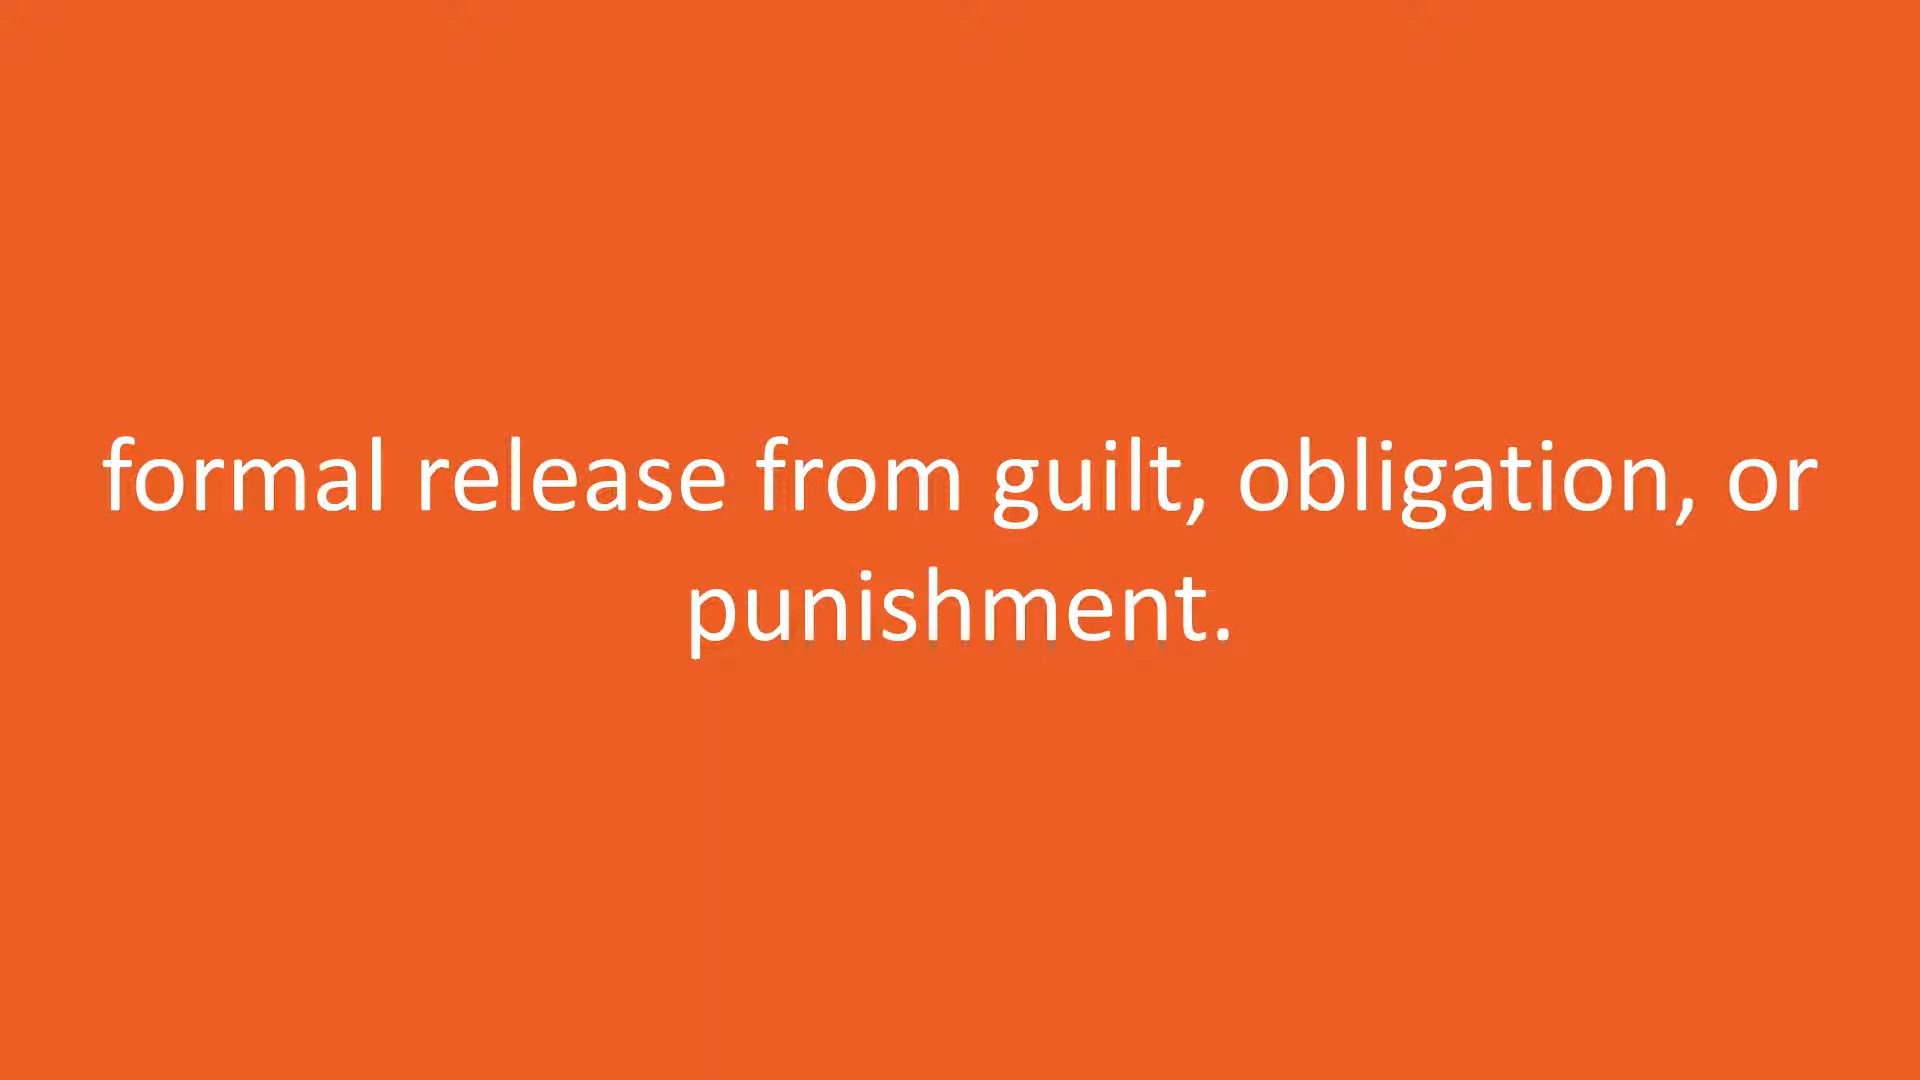 formal release from guilt, obligation, or
punishment.